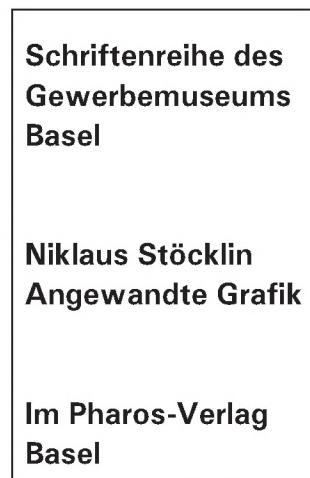 Schriftenreihe des
Gewerbemuseums
Basel
Niklaus Stöcklin
Angewandte Grafik
Im Pharos-Verlag
Basel